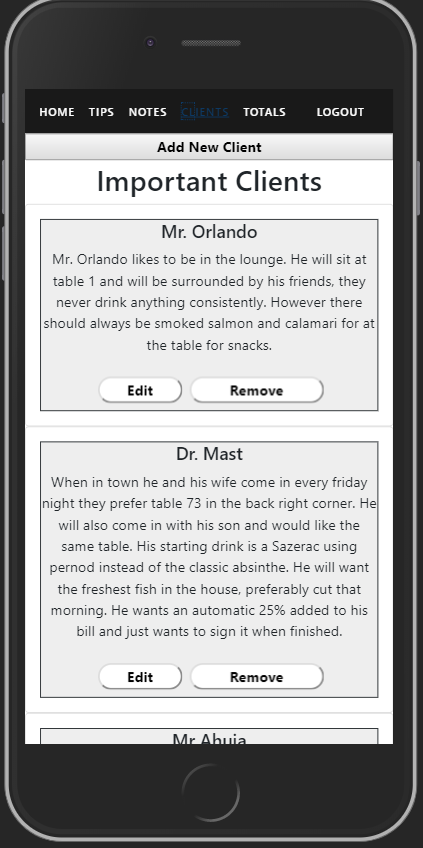 HOME TIPS NOTES CLIENTS TOTALS LOGOUT
Add New Client
Important Clients
Mr. Orlando
Mr. Orlando likes to be in the lounge. He will sit at
table 1 and will be surrounded by his friends, they
never drink anything consistently. However there
should always be smoked salmon and calamari for at
the table for snacks.
Edit Remove
Dr. Mast
When in town he and his wife come in every friday
night they prefer table 73 in the back right corner. He
will also come in with his son and would like the
same table. His starting drink is a Sazerac using
pernod instead of the classic absinthe. He will want
the freshest fish in the house, preferably cut that
morning. He wants an automatic 25% added to his
bill and just wants to sign it when finished.
Edit Remove
Mr Ahuja